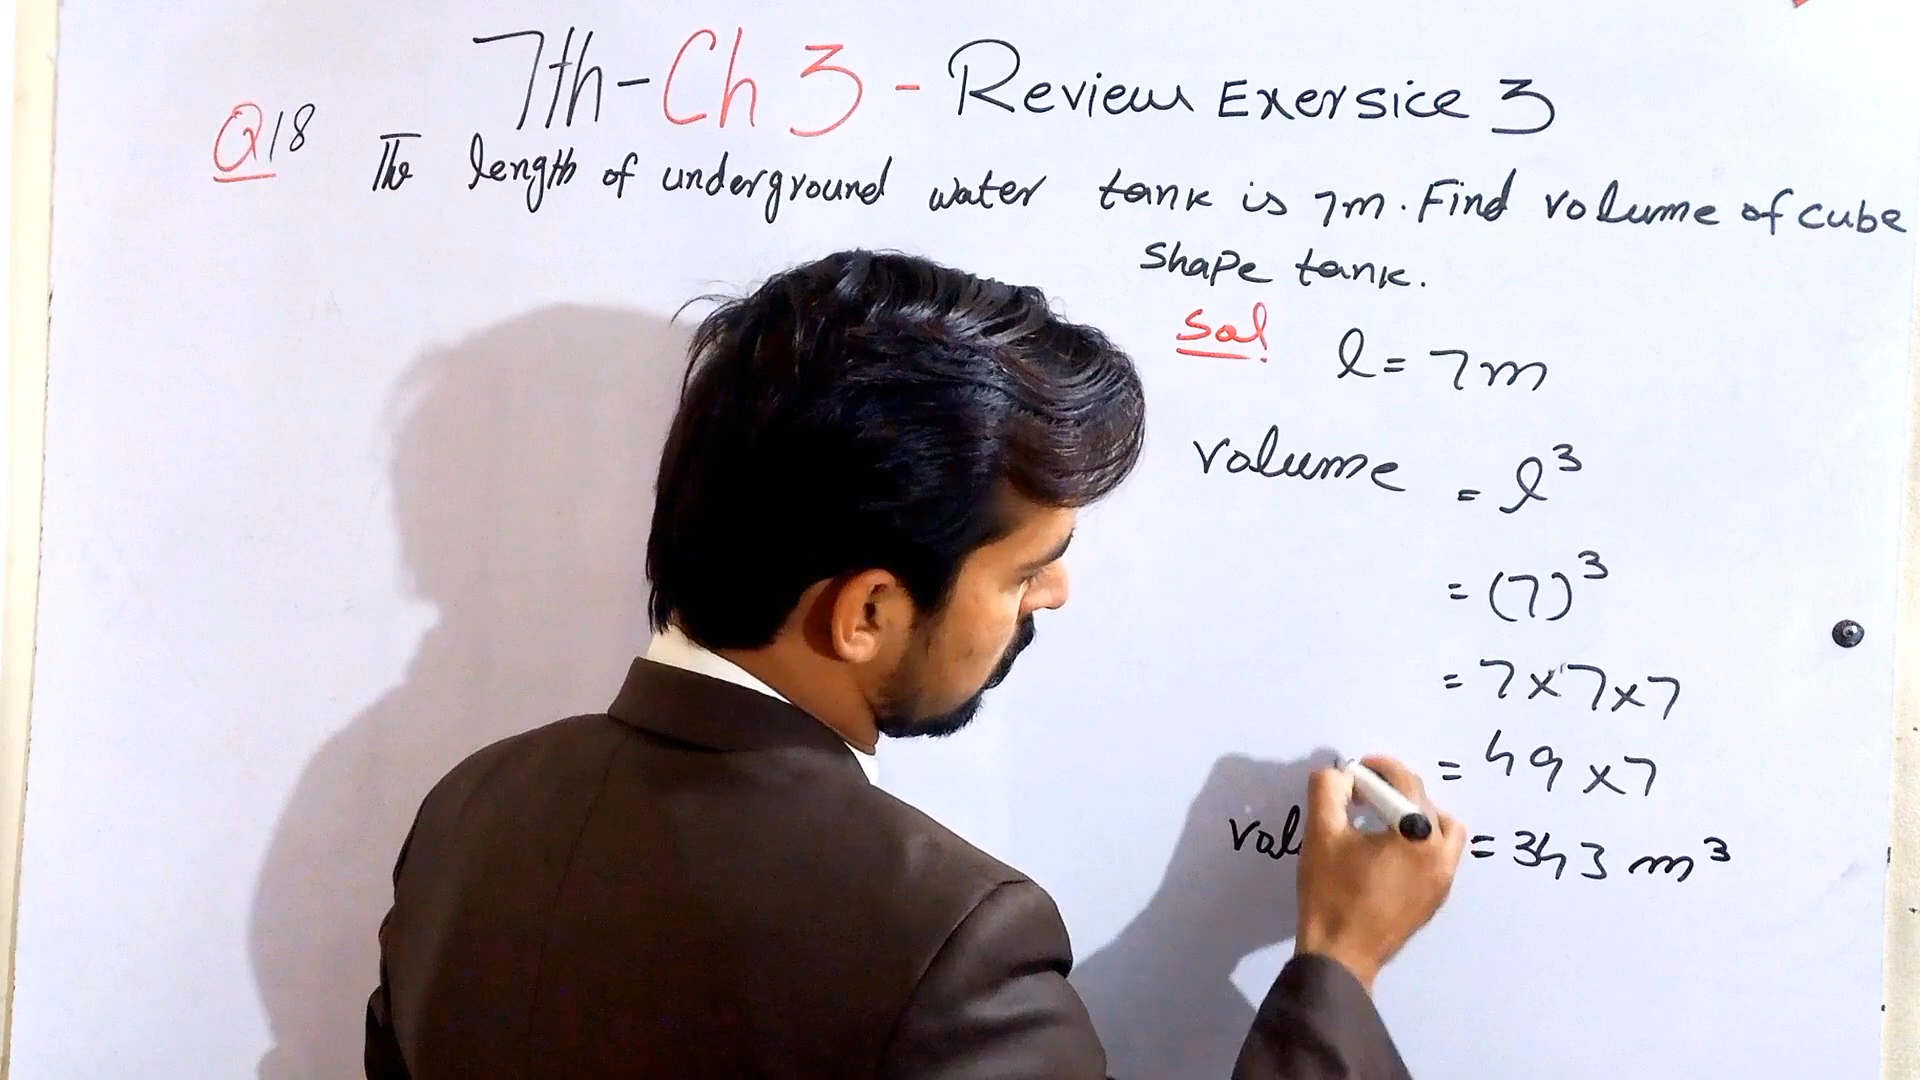 7th-Ch 3 - Review Exersice 3
Q18 The length of underground water tank is 7m. Find volume of cube
shape tank.
Sol l = 7m
volume = l³
= (7)³
= 7×7×7
= 49×7
= 343 m³